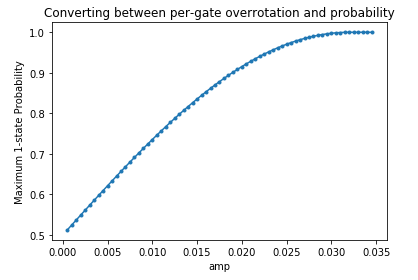 Converting between per-gate overrotation and probability
1.0
0.9
0.8
0.7
0.6
0.5
Maximum 1-state Probability
0.000 0.005 0.010 0.015 0.020 0.025 0.030 0.035
amp